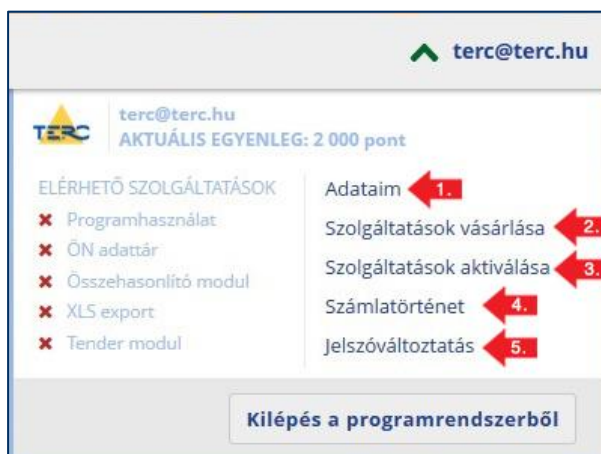 terc@terc.hu
TERC
terc@terc.hu
AKTUÁLIS EGYENLEG: 2 000 pont
ELÉRHETŐ SZOLGÁLTATÁSOK
Programhasználat
ÖN adattár
Összehasonlító modul
XLS export
Tender modul
Adataim 1.
Szolgáltatások vásárlása 2.
Szolgáltatások aktiválása 3.
Számlatörténet 4.
Jelszóváltoztatás 5.
Kilépés a programrendszerből